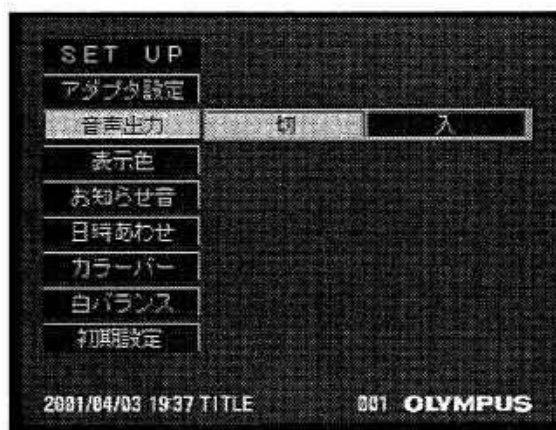 SET UP
アダプタ設定
音声出力 切 入
表示色
お知らせ音
日時あわせ
カラーバー
白バランス
初期設定
2001/04/03 19:37 TITLE 001 OLYMPUS